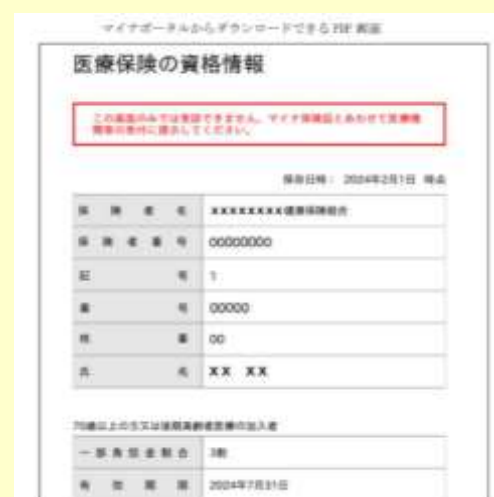 マイナポータルからダウンロードできるPDF画面
医療保険の資格情報
この画面のみでは受診できません。マイナ保険証とあわせて医療機
関等の受付に提示してください。
保存日時： 2024年2月1日 時点
保険者名 XXXXXXXX健康保険組合
保険者番号 00000000
記号 1
番号 00000
枝番 00
氏名 XX XX
70歳以上の方又は後期高齢者医療の加入者
一部負担金割合 3割
有効期限 2024年7月31日